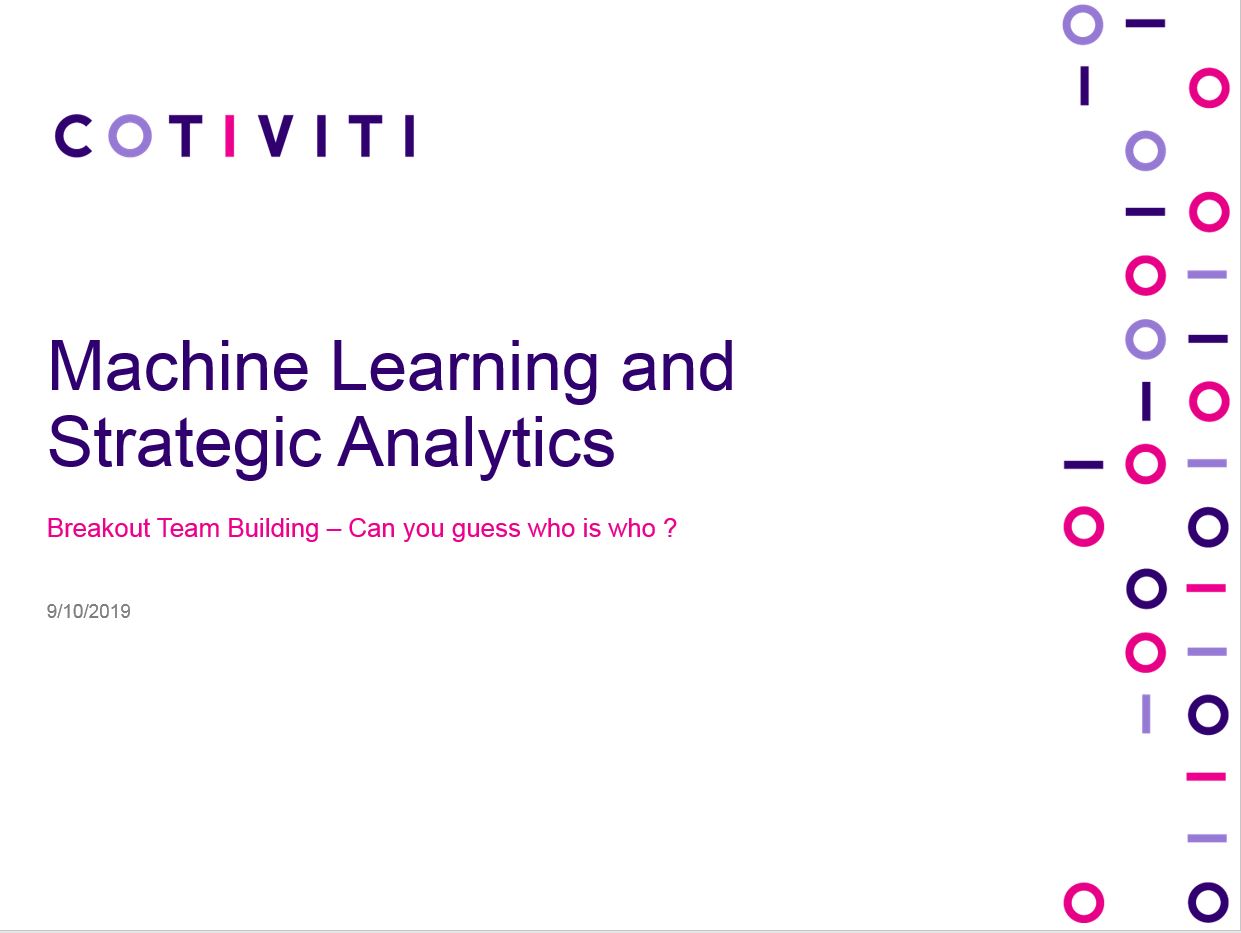 COTIVITI
Machine Learning and
Strategic Analytics
Breakout Team Building – Can you guess who is who ?
9/10/2019